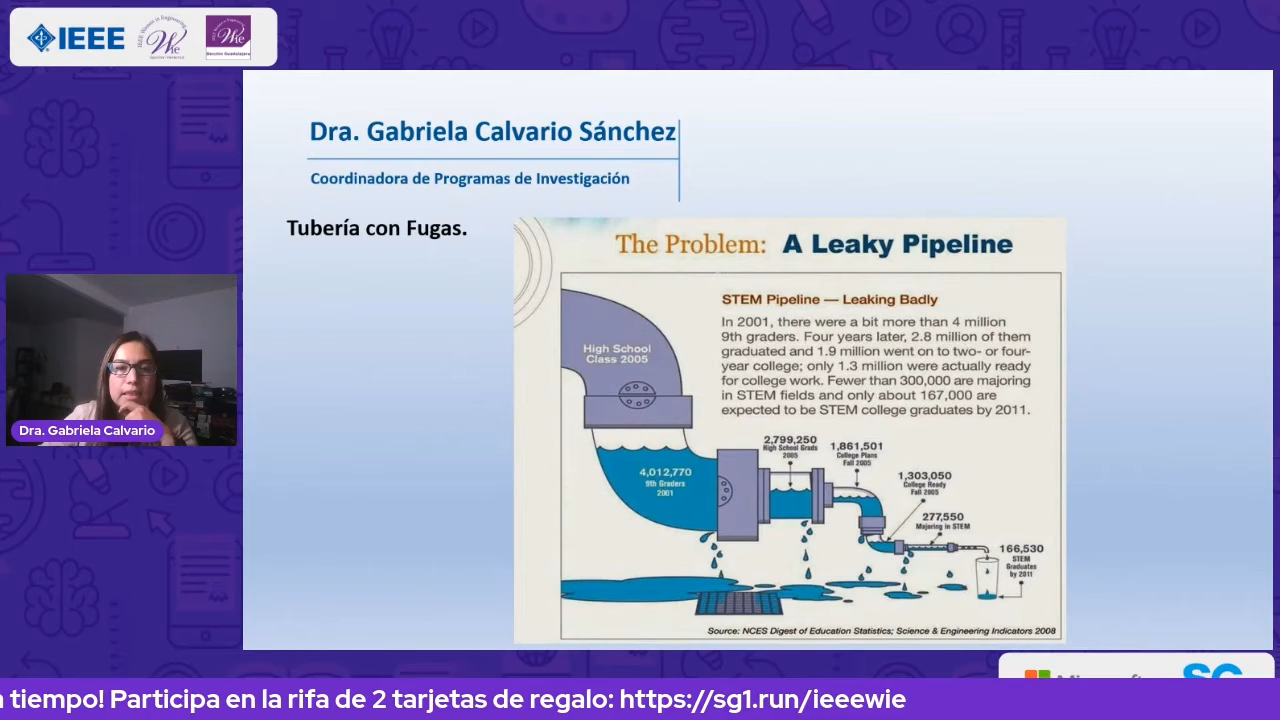 IEEE
Dra. Gabriela Calvario Sánchez
Coordinadora de Programas de Investigación
Tubería con Fugas.
The Problem: A Leaky Pipeline
STEM Pipeline — Leaking Badly
In 2001, there were a bit more than 4 million
9th graders. Four years later, 2.8 million of them
graduated and 1.9 million went on to two- or four-
year college; only 1.3 million were actually ready
for college work. Fewer than 300,000 are majoring
in STEM fields and only about 167,000 are
expected to be STEM college graduates by 2011.
High School
Class 2005
4,012,770
9th Graders
2001
2,799,250
High School Grads
2005
1,861,501
College Plans
Fall 2005
1,303,050
College Ready
Fall 2005
277,550
Majoring in STEM
166,530
STEM
Graduates
by 2011
Source: NCES Digest of Education Statistics; Science & Engineering Indicators 2008
Dra. Gabriela Calvario
tiempo! Participa en la rifa de 2 tarjetas de regalo: https://sg1.run/ieeewie